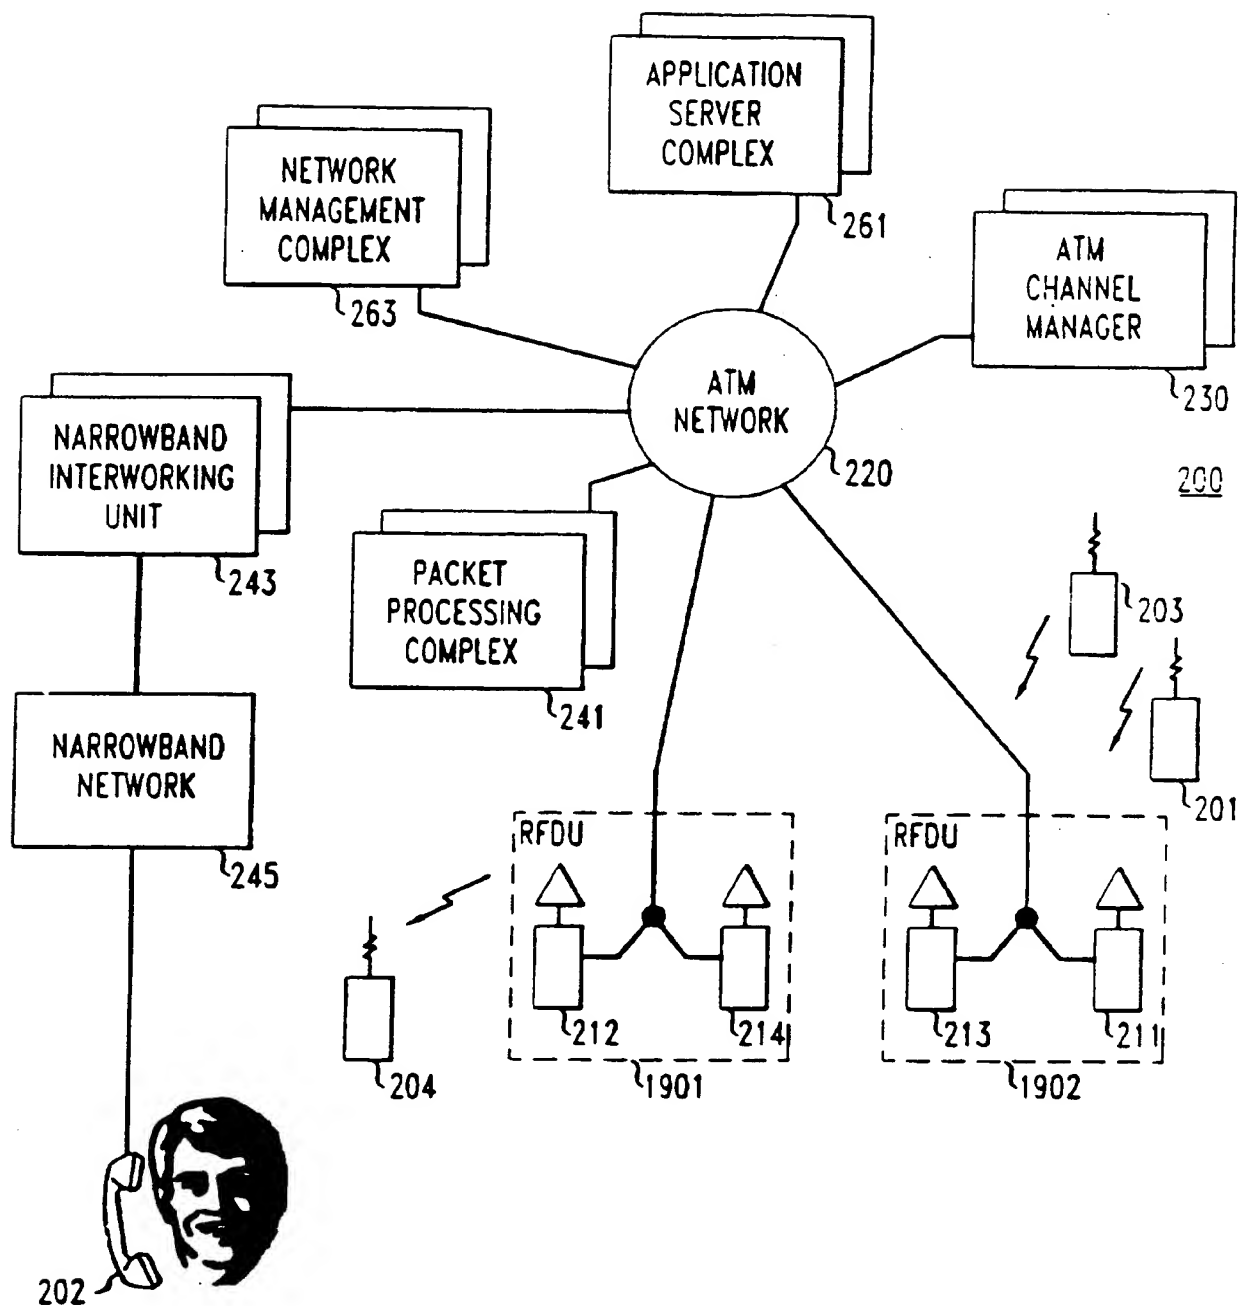 APPLICATION
SERVER
COMPLEX
261
NETWORK
MANAGEMENT
COMPLEX
263
ATM
CHANNEL
MANAGER
230
ATM
NETWORK
220
200
NARROWBAND
INTERWORKING
UNIT
243
PACKET
PROCESSING
COMPLEX
241
203
201
NARROWBAND
NETWORK
245
RFDU
212
214
1901
RFDU
213
211
1902
204
202